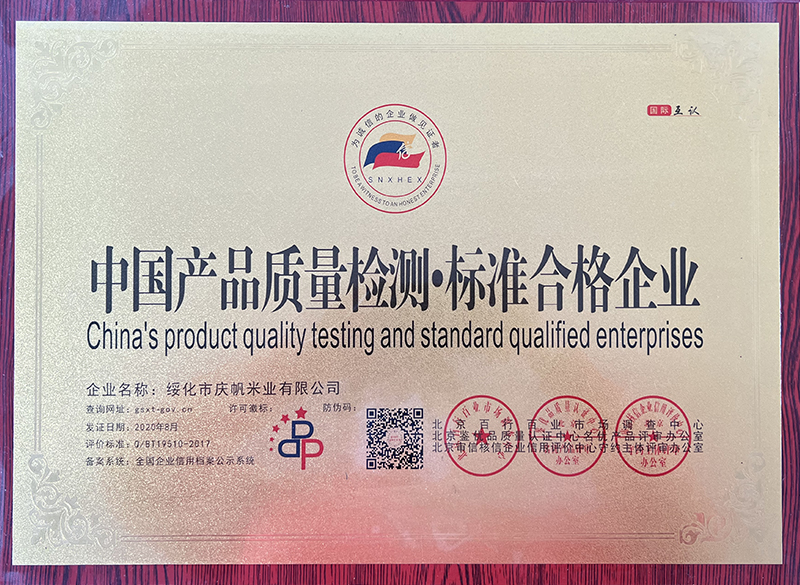 国际 互认
为诚信的企业做见证者
信
SNXHEX
TO BE A WITNESS TO AN HONEST ENTERPRISE
中国产品质量检测·标准合格企业
China's product quality testing and standard qualified enterprises
企业名称：绥化市庆帆米业有限公司
查询网址：gsxt-gov.cn 许可徽标： 防伪码：
发证日期：2020年8月
评价标准：Q/BT19510-2017
备案系统：全国企业信用档案公示系统
北京百行百业市场调查中心
北京鉴信品质量认证中心名优产品评审办公室
北京市信核信企业信用评价中心守约主体评审办公室